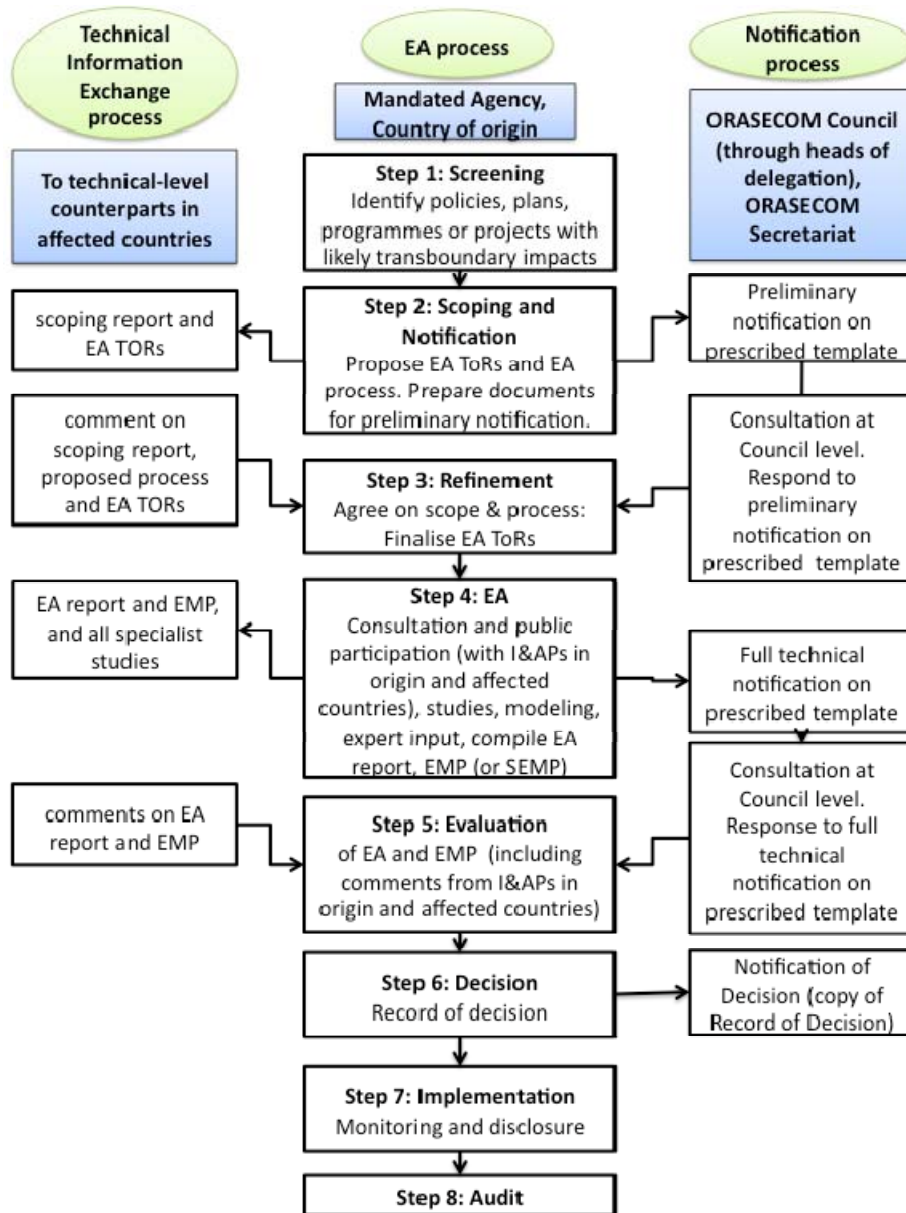 Technical
Information
Exchange
process
To technical-level
counterparts in
affected countries
scoping report and
EA TORs
comment on
scoping report,
proposed process
and EA TORs
EA report and EMP,
and all specialist
studies
comments on EA
report and EMP
EA process
Mandated Agency,
Country of origin
Step 1: Screening
Identify policies, plans,
programmes or projects with
likely transboundary impacts
Step 2: Scoping and
Notification
Propose EA ToRs and EA
process. Prepare documents
for preliminary notification.
Step 3: Refinement
Agree on scope & process:
Finalise EA ToRs
Step 4: EA
Consultation and public
participation (with I&APs in
origin and affected
countries), studies, modeling,
expert input, compile EA
report, EMP (or SEMP)
Step 5: Evaluation
of EA and EMP (including
comments from I&APs in
origin and affected countries)
Step 6: Decision
Record of decision
Step 7: Implementation
Monitoring and disclosure
Step 8: Audit
Notification
process
ORASECOM Council
(through heads of
delegation),
ORASECOM
Secretariat
Preliminary
notification on
prescribed template
Consultation at
Council level.
Respond to
preliminary
notification on
prescribed template
Full technical
notification on
prescribed template
Consultation at
Council level.
Response to full
technical
notification on
prescribed template
Notification of
Decision (copy of
Record of Decision)